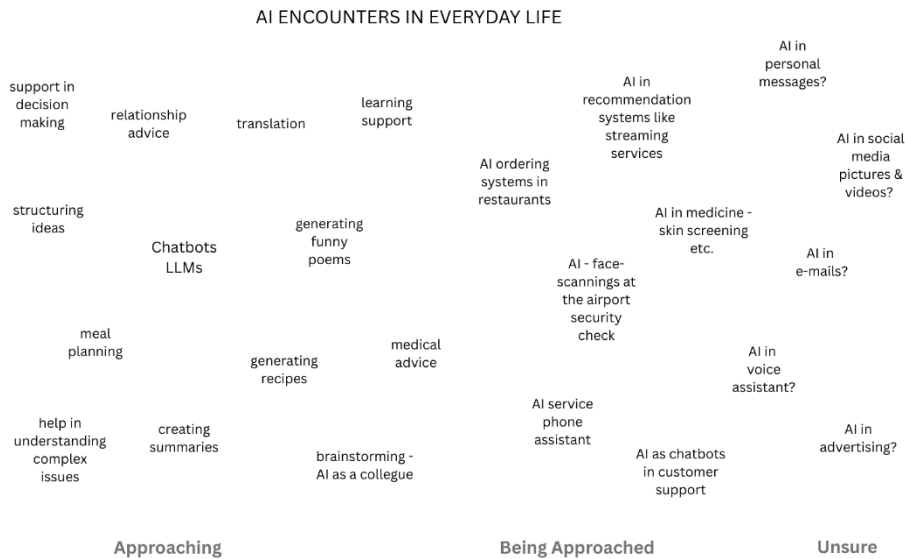 AI ENCOUNTERS IN EVERYDAY LIFE
support in
decision
making
relationship
advice
translation
learning
support
structuring
ideas
Chatbots
LLMs
generating
funny
poems
meal
planning
generating
recipes
medical
advice
help in
understanding
complex
issues
creating
summaries
brainstorming -
AI as a collegue
AI in
recommendation
systems like
streaming
services
AI ordering
systems in
restaurants
AI in medicine -
skin screening
etc.
AI - face-
scannings at
the airport
security
check
AI service
phone
assistant
AI as chatbots
in customer
support
AI in
personal
messages?
AI in social
media
pictures &
videos?
AI in
e-mails?
AI in
voice
assistant?
AI in
advertising?
Approaching
Being Approached
Unsure